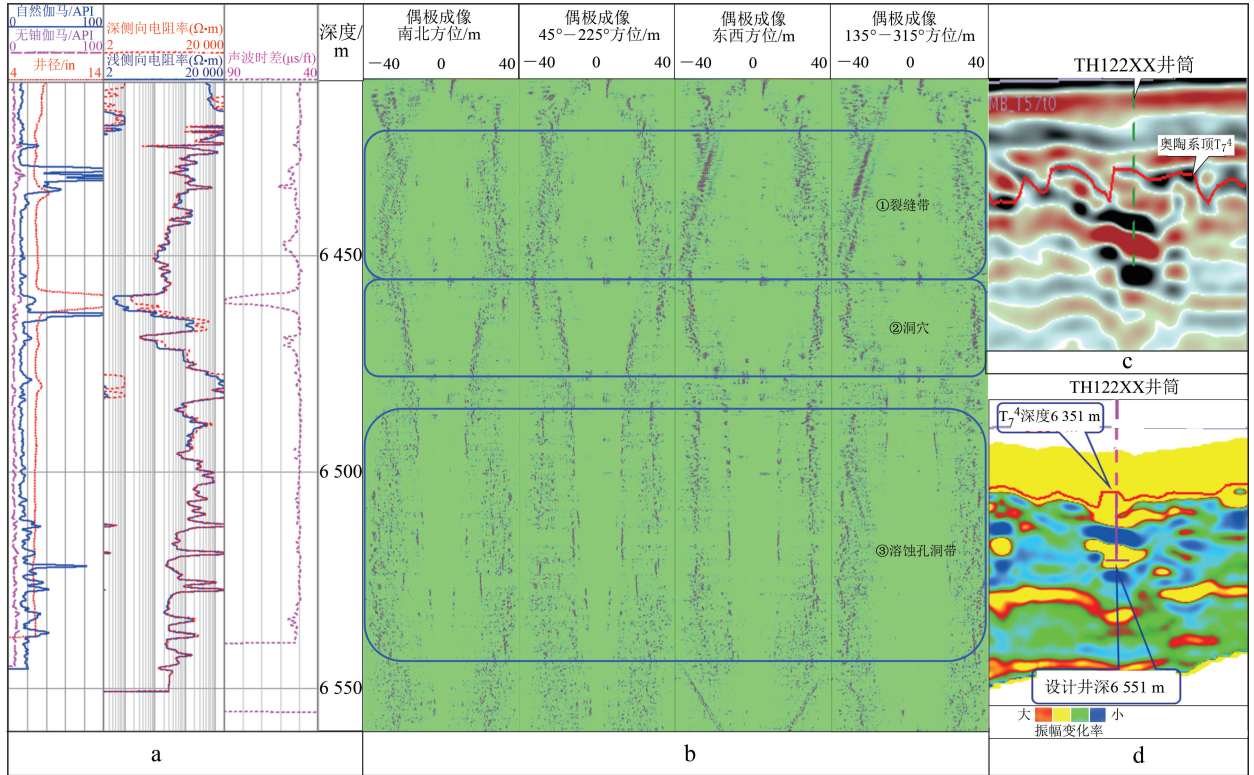 自然伽马/API
0 100
无铀伽马/API
0 100
井径/in
4 14
深侧向电阻率(Ω•m)
2 20 000
浅侧向电阻率(Ω•m)
2 20 000
声波时差(μs/ft)
90 40
深度/
m
偶极成像
南北方位/m
−40 0 40
偶极成像
45°−225°方位/m
−40 0 40
偶极成像
东西方位/m
−40 0 40
偶极成像
135°−315°方位/m
−40 0 40
6 450
6 500
6 550
①裂缝带
②洞穴
③溶蚀孔洞带
a
b
TH122XX井筒
MB_T57t0
奥陶系顶T₇⁴
c
TH122XX井筒
T₇⁴深度6 351 m
设计井深6 551 m
大 小
振幅变化率
d